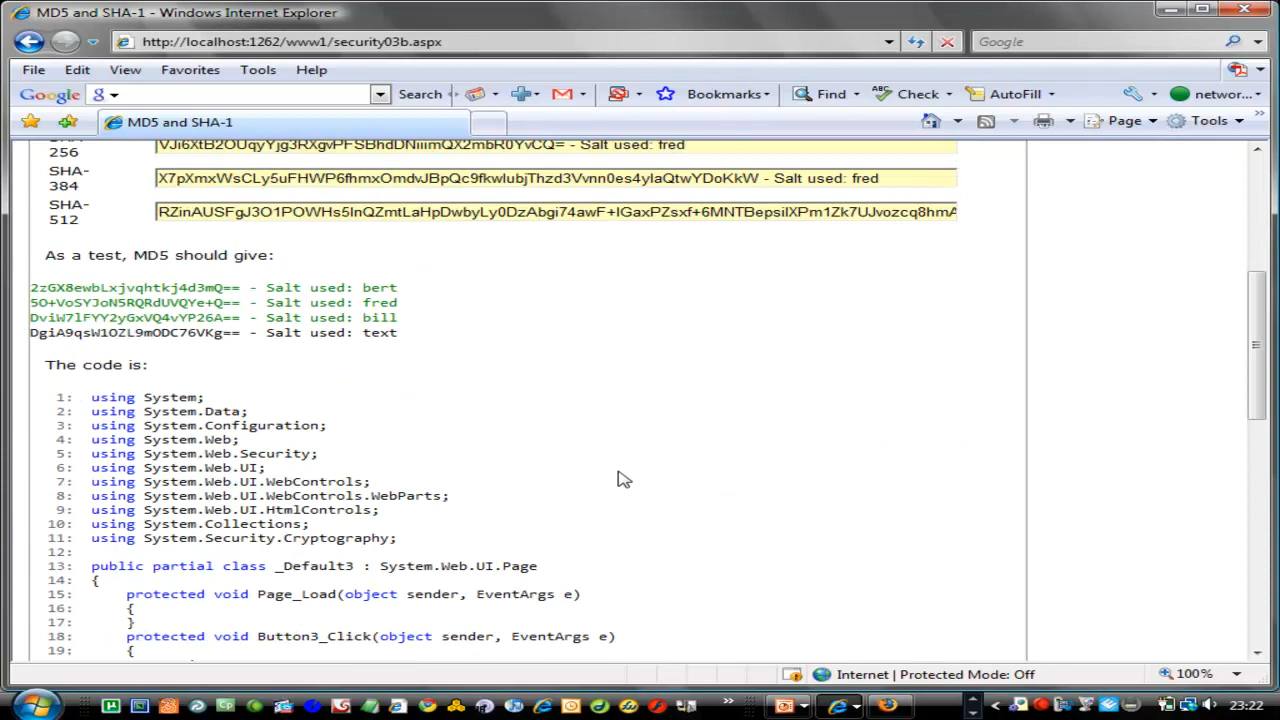 MD5 and SHA-1 - Windows Internet Explorer
http://localhost:1262/www1/security03b.aspx
Google
File Edit View Favorites Tools Help
Google Search Bookmarks Find Check AutoFill networ...
MD5 and SHA-1
Page Tools
256
- Salt used: fred
SHA-
384
- Salt used: fred
SHA-
512
As a test, MD5 should give:
2zGX8ewbLxjvqhtkj4d3mQ== - Salt used: bert
5O+VoSYJoN5RQRdUVQYe+Q== - Salt used: fred
DviW7lFYY2yGxVQ4vYP26A== - Salt used: bill
DgiA9qsW1OZL9mODC76VKg== - Salt used: text
The code is:
1: using System;
2: using System.Data;
3: using System.Configuration;
4: using System.Web;
5: using System.Web.Security;
6: using System.Web.UI;
7: using System.Web.UI.WebControls;
8: using System.Web.UI.WebControls.WebParts;
9: using System.Web.UI.HtmlControls;
10: using System.Collections;
11: using System.Security.Cryptography;
12:
13: public partial class _Default3 : System.Web.UI.Page
14: {
15: protected void Page_Load(object sender, EventArgs e)
16: {
17: }
18: protected void Button3_Click(object sender, EventArgs e)
19: {
Internet | Protected Mode: Off
100%
23:22